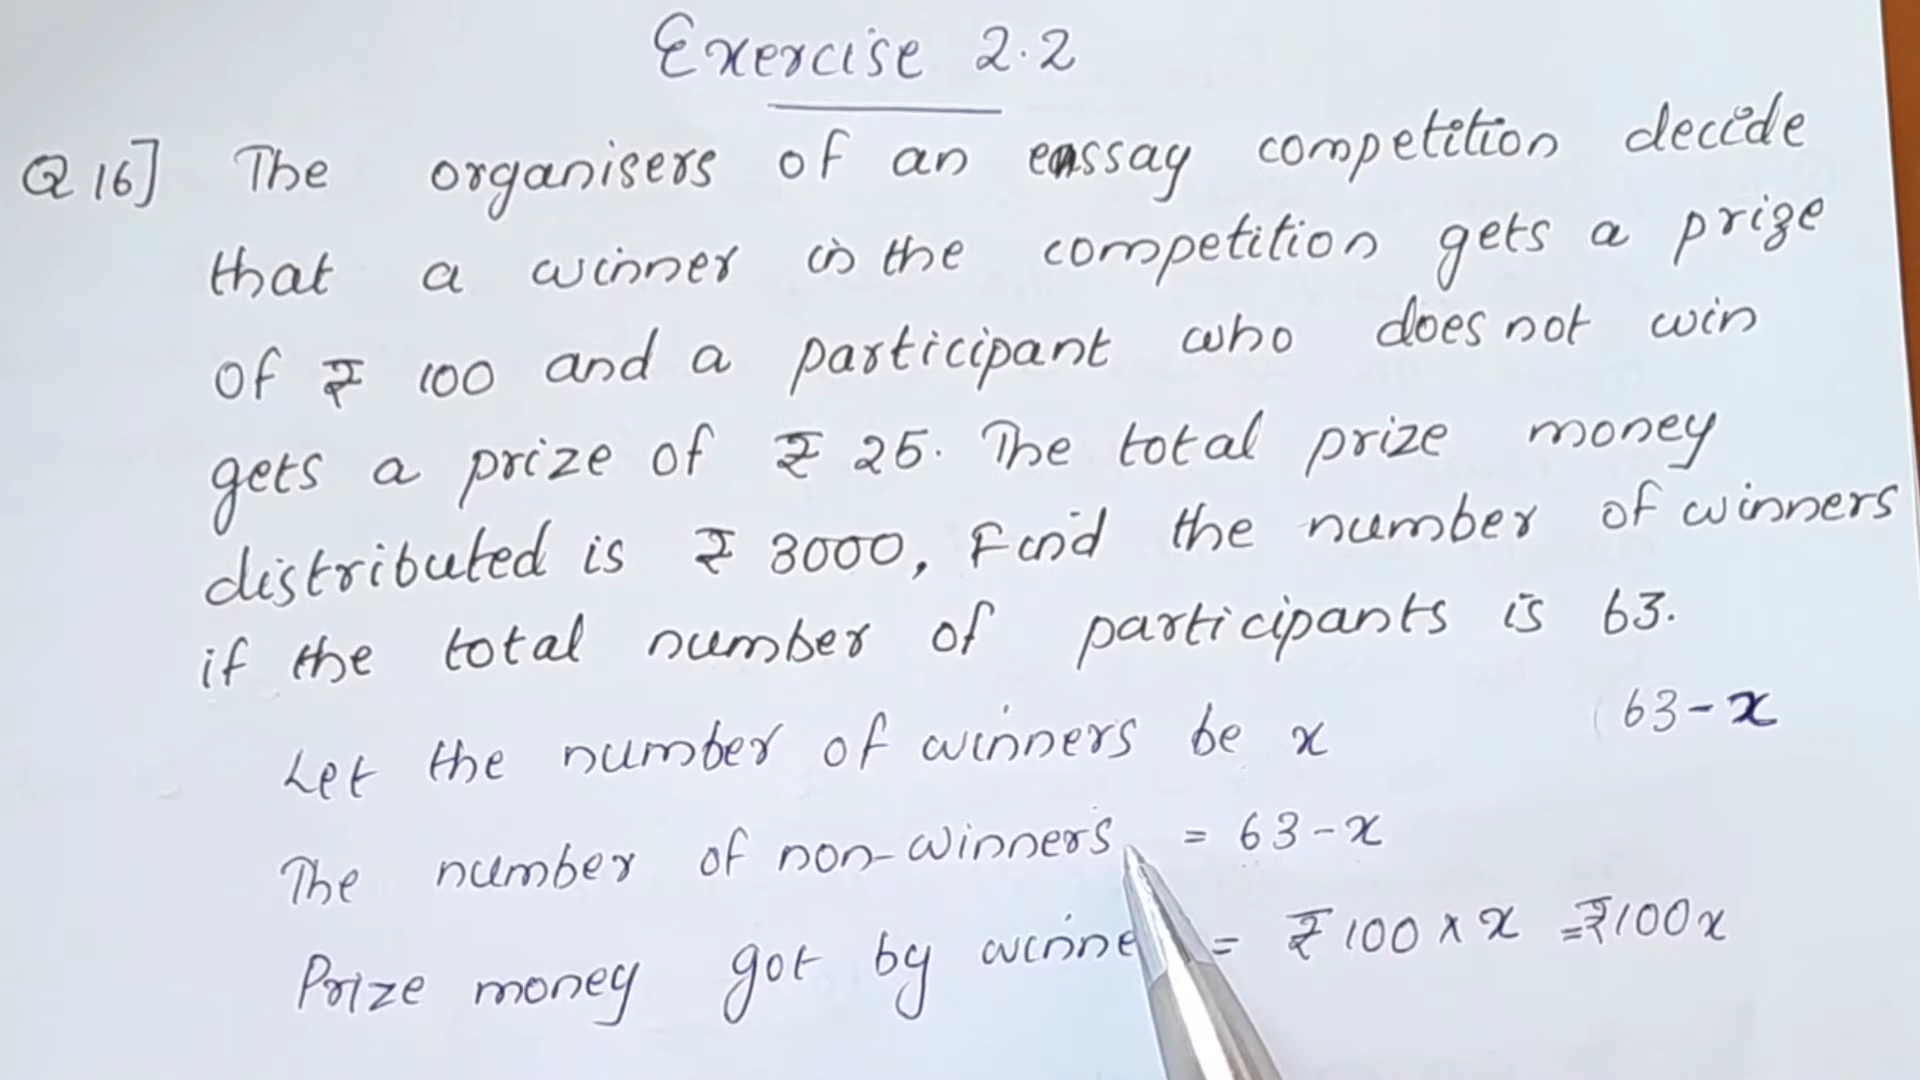 Exercise 2.2
Q 16] The organisers of an enssay competition decide
that a winner in the competition gets a prize
of ₹ 100 and a participant who does not win
gets a prize of ₹ 25. The total prize money
distributed is ₹ 3000, Find the number of winners
if the total number of participants is 63.
63-x
Let the number of winners be x
The number of non-winners = 63-x
Prize money got by winne = ₹ 100 × x = ₹100x